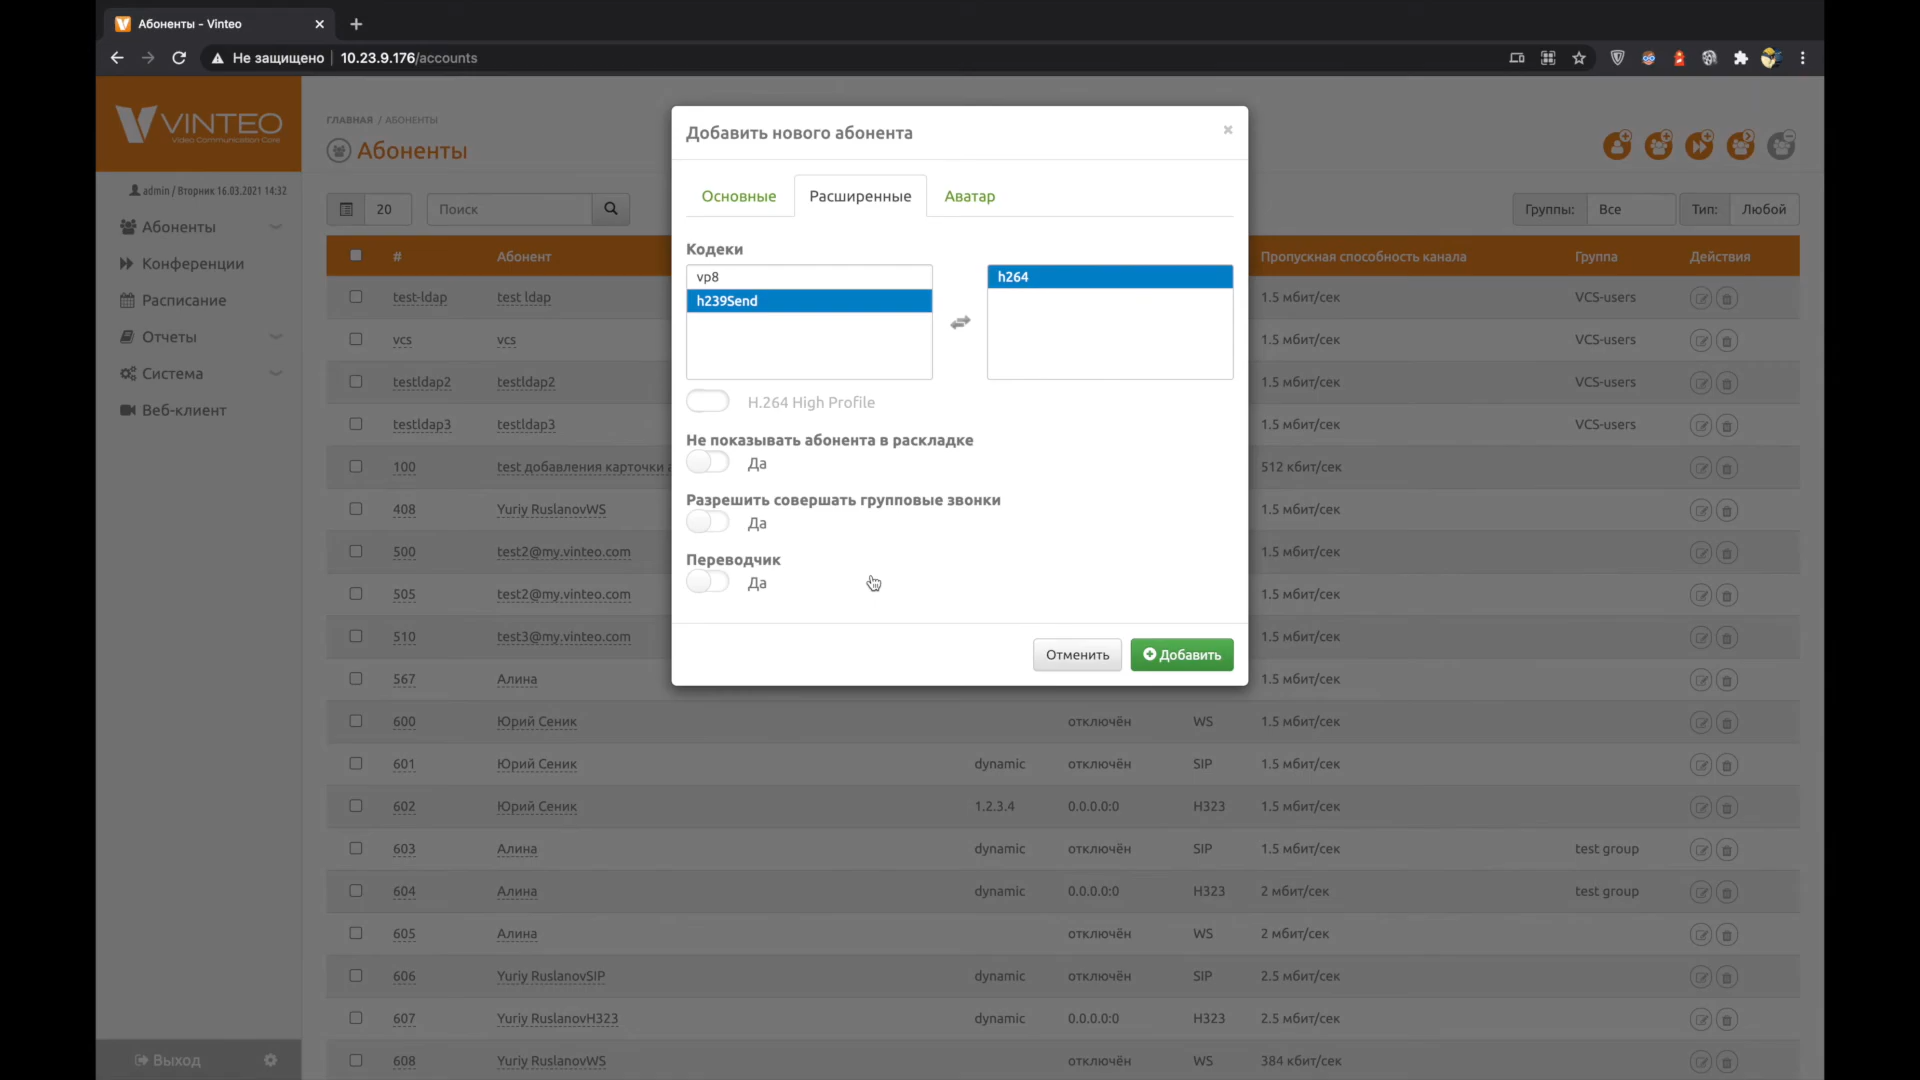 Абоненты - Vinteo
Не защищено 10.23.9.176/accounts
VINTEO
Video Communication Core
admin / Вторник 16.03.2021 14:32
Абоненты
Конференции
Расписание
Отчеты
Система
Веб-клиент
Выход
ГЛАВНАЯ / АБОНЕНТЫ
Абоненты
20 Поиск Группы: Все Тип: Любой
# Абонент Пропускная способность канала Группа Действия
test-ldap test ldap 1.5 мбит/сек VCS-users
vcs vcs 1.5 мбит/сек VCS-users
testldap2 testldap2 1.5 мбит/сек VCS-users
testldap3 testldap3 1.5 мбит/сек VCS-users
100 test добавления карточки а 512 кбит/сек
408 Yuriy RuslanovWS 1.5 мбит/сек
500 test2@my.vinteo.com 1.5 мбит/сек
505 test2@my.vinteo.com 1.5 мбит/сек
510 test3@my.vinteo.com 1.5 мбит/сек
567 Алина 1.5 мбит/сек
600 Юрий Сеник отключён WS 1.5 мбит/сек
601 Юрий Сеник dynamic отключён SIP 1.5 мбит/сек
602 Юрий Сеник 1.2.3.4 0.0.0.0:0 H323 1.5 мбит/сек
603 Алина dynamic отключён SIP 1.5 мбит/сек test group
604 Алина dynamic 0.0.0.0:0 H323 2 мбит/сек test group
605 Алина отключён WS 2 мбит/сек
606 Yuriy RuslanovSIP dynamic отключён SIP 2.5 мбит/сек
607 Yuriy RuslanovH323 dynamic 0.0.0.0:0 H323 2.5 мбит/сек
608 Yuriy RuslanovWS отключён WS 384 кбит/сек
Добавить нового абонента
Основные Расширенные Аватар
Кодеки
vp8
h239Send
h264
H.264 High Profile
Не показывать абонента в раскладке
Да
Разрешить совершать групповые звонки
Да
Переводчик
Да
Отменить Добавить